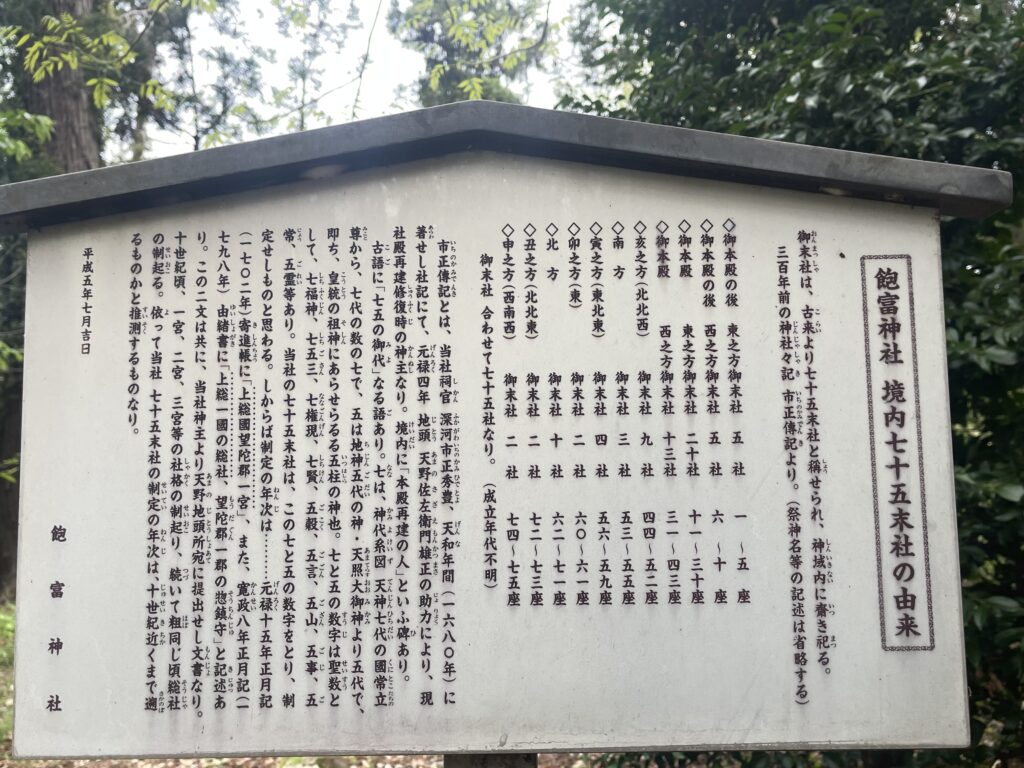 飽富神社 境内七十五末社の由来
御末社は、古来より七十五末社と稱せられ、神域内に齋き祀る。
三百年前の神社々記 市正傳記より。(祭神名等の記述は省略する)
◇御本殿の後 東之方御末社 五社 一〜五座
◇御本殿の後 西之方御末社 五社 六〜十座
◇御本殿 東之方御末社 二十社 十一〜三十座
◇御本殿 西之方御末社 十三社 三一〜四三座
◇亥之方(北北西) 御末社 九社 四四〜五二座
◇南方 御末社 三社 五三〜五五座
◇寅之方(東北東) 御末社 四社 五六〜五九座
◇卯之方(東) 御末社 二社 六〇〜六一座
◇北方 御末社 十社 六二〜七一座
◇丑之方(北北東) 御末社 二社 七二〜七三座
◇申之方(西南西) 御末社 二社 七四〜七五座
御末社 合わせて七十五社なり。 (成立年代不明)
市正傳記とは、当社祠官 深河市正秀豊、天和年間(一六八〇年)に
著せし社記にて、元禄四年 地頭 天野佐左衛門雄正の助力により、現
社殿再建修復時の神主なり。境内に「本殿再建の人」といふ碑あり。
古語に「七五の御代」なる語あり。七は、神代系図 天神七代の國常立
尊から、七代の数の七で、五は地神五代の神・天照大御神より五代で、
即ち、皇統の祖神にあらせらるる五柱の神也。七と五の数字は聖数と
して、七福神、七五三、七権現、七賢、五穀、五言、五山、五事、五
常、五霊等あり。当社の七十五末社は、この七と五の数字をとり、制
定せしものと思わる。しからば制定の年次は………元禄十五年正月記
(一七〇二年)寄進帳に「上総國望陀郡一宮」、また、寛政八年正月記(一
七九八年) 由緒書に「上総一國の総社、望陀郡一郡の惣鎮守」と記述あ
り。この二文は共に、当社神主より天野地頭所宛に提出せし文書なり。
十世紀頃、一宮、二宮、三宮等の社格の制起り、続いて粗同じ頃総社
の制起る。依って当社 七十五末社の制定の年次は、十世紀近くまで遡
るものかと推測するものなり。
平成五年七月吉日
飽富神社